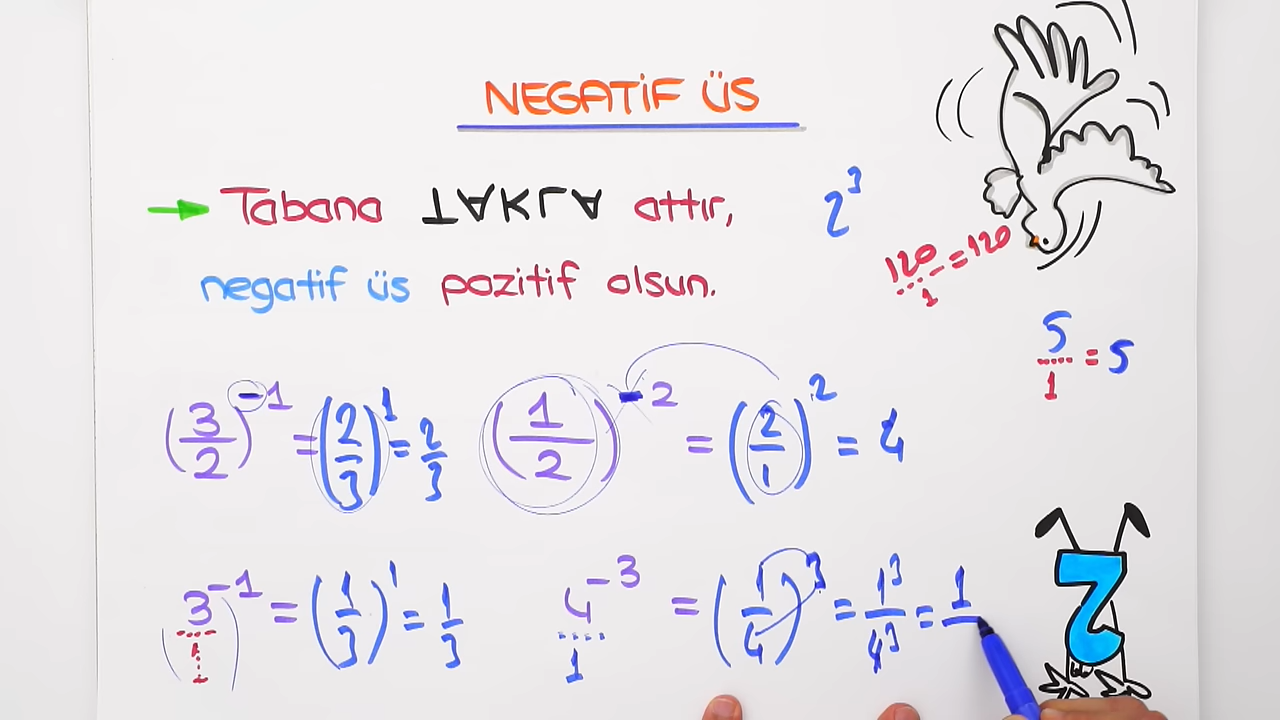 NEGATİF ÜS
→ Tabana TAKLA attır, 2³
120/1 = 120
negatif üs pozitif olsun.
5/1 = 5
(3/2)⁻¹ = (2/3)¹ = 2/3 (1/2)⁻² = (2/1)² = 4
3⁻¹/1 = (1/3)¹ = 1/3 4⁻³/1 = (1/4)³ = 1³/4³ = 1/